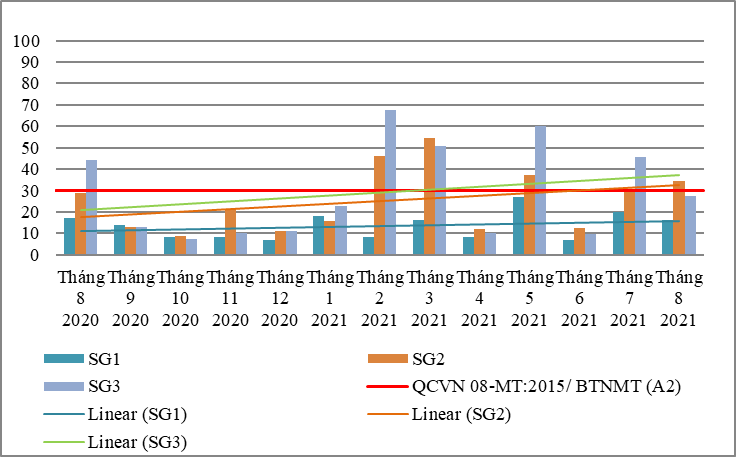 100
90
80
70
60
50
40
30
20
10
0
Tháng Tháng Tháng Tháng Tháng Tháng Tháng Tháng Tháng Tháng Tháng Tháng Tháng
8 9 10 11 12 1 2 3 4 5 6 7 8
2020 2020 2020 2020 2020 2021 2021 2021 2021 2021 2021 2021 2021
SG1 SG2
SG3 QCVN 08-MT:2015/ BTNMT (A2)
Linear (SG1) Linear (SG2)
Linear (SG3)